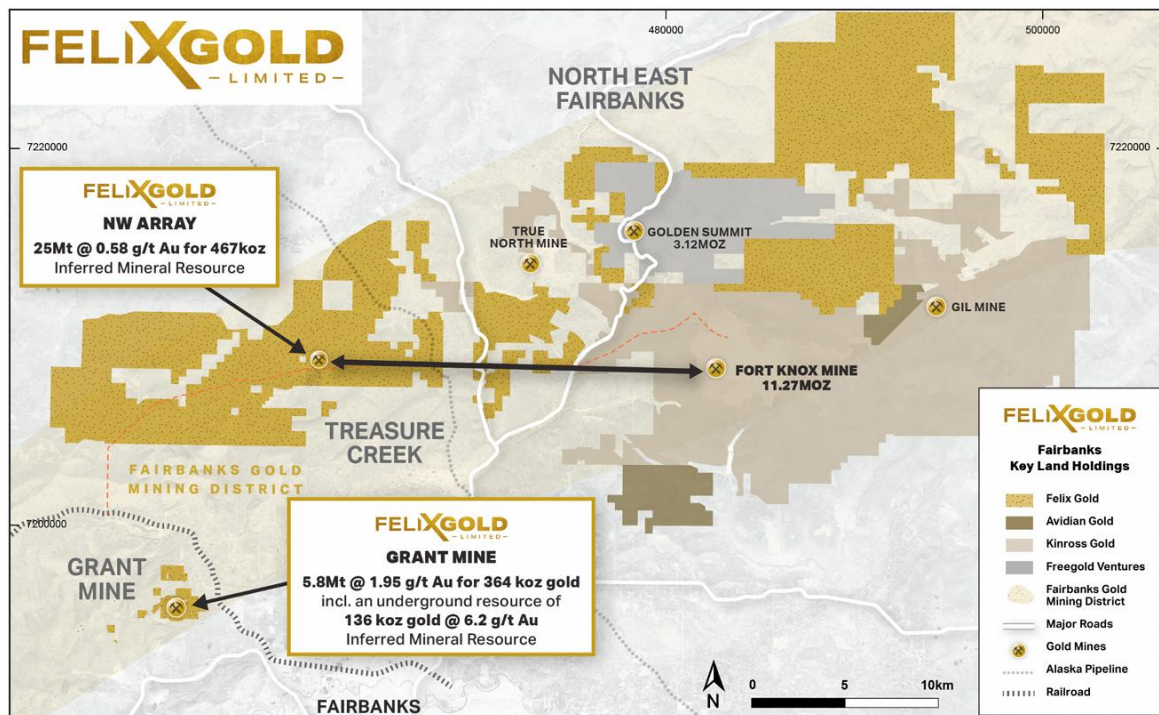 FELIXGOLD
– LIMITED –
480000
500000
NORTH EAST
FAIRBANKS
7220000
7220000
FELIXGOLD
– LIMITED –
NW ARRAY
25Mt @ 0.58 g/t Au for 467koz
Inferred Mineral Resource
TRUE
NORTH MINE
GOLDEN SUMMIT
3.12MOZ
GIL MINE
FORT KNOX MINE
11.27MOZ
TREASURE
CREEK
FAIRBANKS GOLD
MINING DISTRICT
7200000
GRANT
MINE
FELIXGOLD
– LIMITED –
GRANT MINE
5.8Mt @ 1.95 g/t Au for 364 koz gold
incl. an underground resource of
136 koz gold @ 6.2 g/t Au
Inferred Mineral Resource
FAIRBANKS
N
0
5
10km
FELIXGOLD
– LIMITED –
Fairbanks
Key Land Holdings
Felix Gold
Avidian Gold
Kinross Gold
Freegold Ventures
Fairbanks Gold
Mining District
Major Roads
Gold Mines
Alaska Pipeline
Railroad